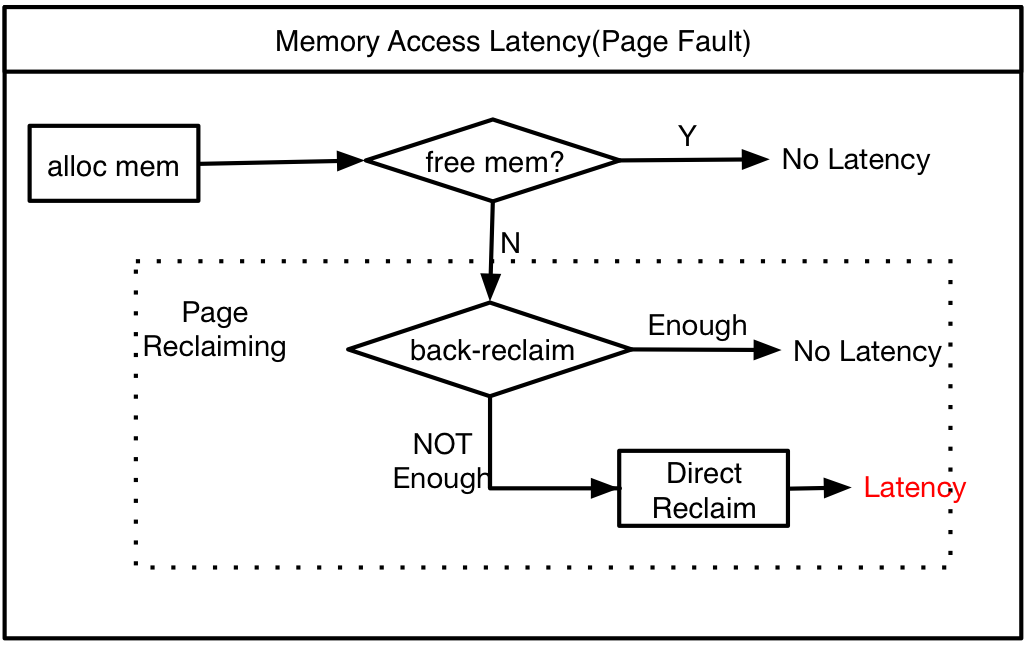 Memory Access Latency(Page Fault)
alloc mem
free mem?
Y
No Latency
N
Page
Reclaiming
back-reclaim
Enough
No Latency
NOT
Enough
Direct
Reclaim
Latency